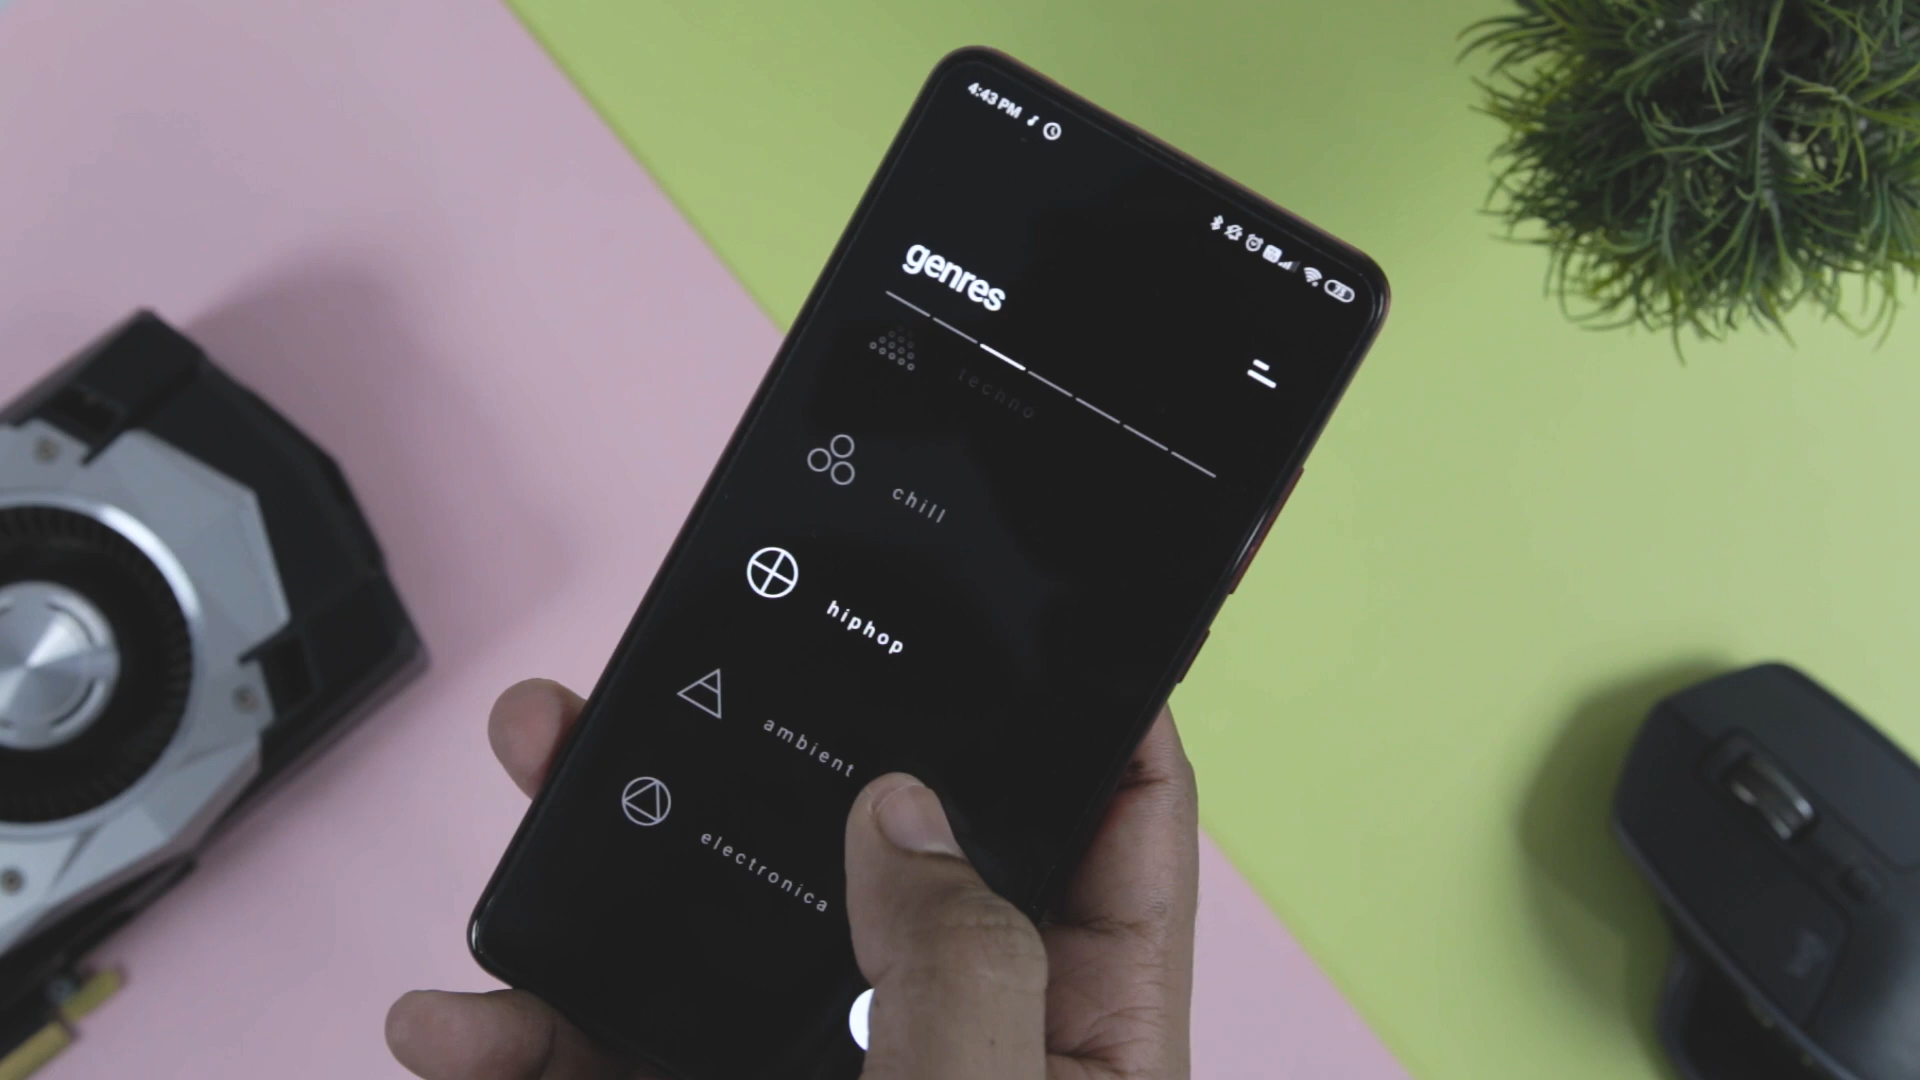 4:43 PM
genres
techno
chill
hiphop
ambient
electronica